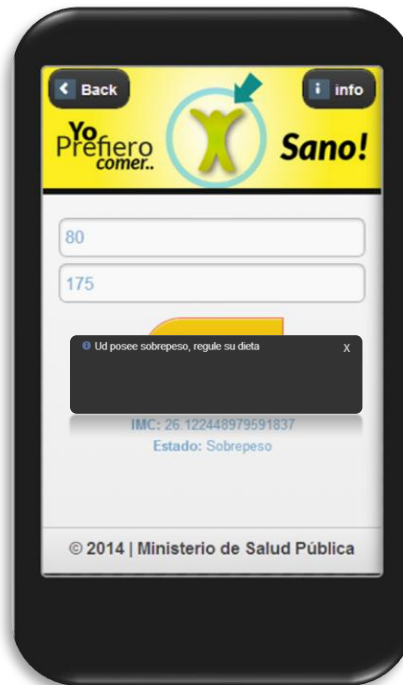 Back
info
Yo
Prefiero
comer..
Sano!
80
175
Ud posee sobrepeso, regule su dieta
X
IMC: 26.122448979591837
Estado: Sobrepeso
© 2014 | Ministerio de Salud Pública